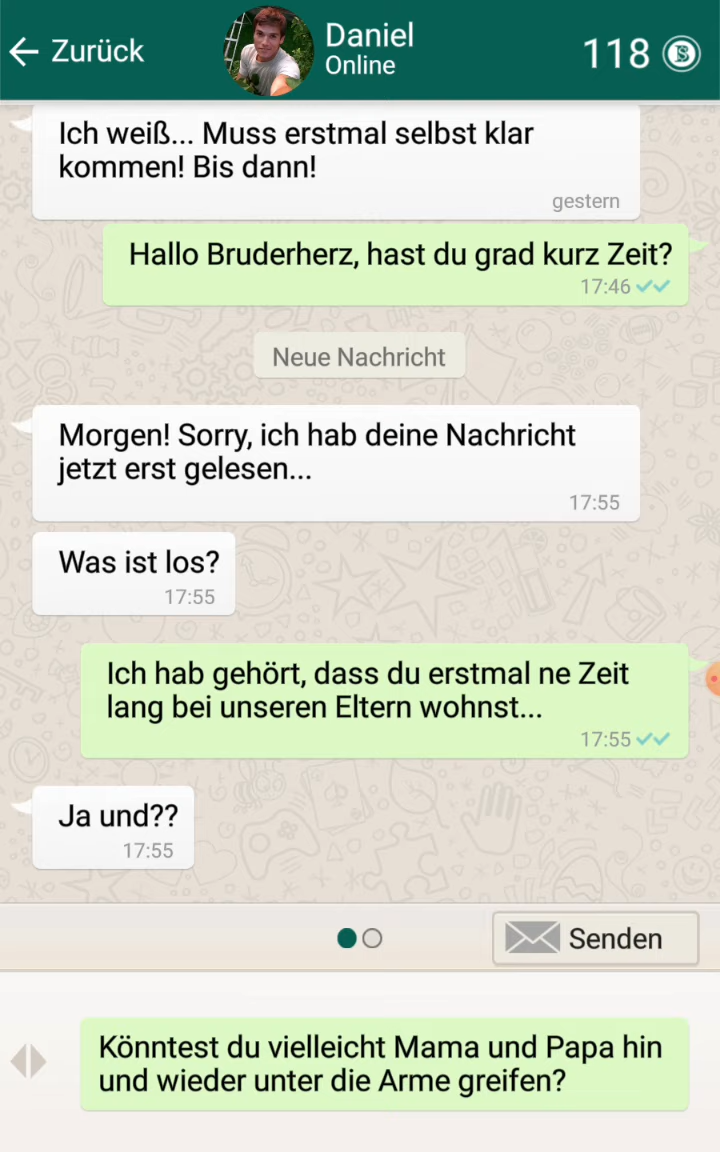 Zurück
Daniel
Online
118
Ich weiß... Muss erstmal selbst klar
kommen! Bis dann!
gestern
Hallo Bruderherz, hast du grad kurz Zeit?
17:46
Neue Nachricht
Morgen! Sorry, ich hab deine Nachricht
jetzt erst gelesen...
17:55
Was ist los?
17:55
Ich hab gehört, dass du erstmal ne Zeit
lang bei unseren Eltern wohnst...
17:55
Ja und??
17:55
Senden
Könntest du vielleicht Mama und Papa hin
und wieder unter die Arme greifen?